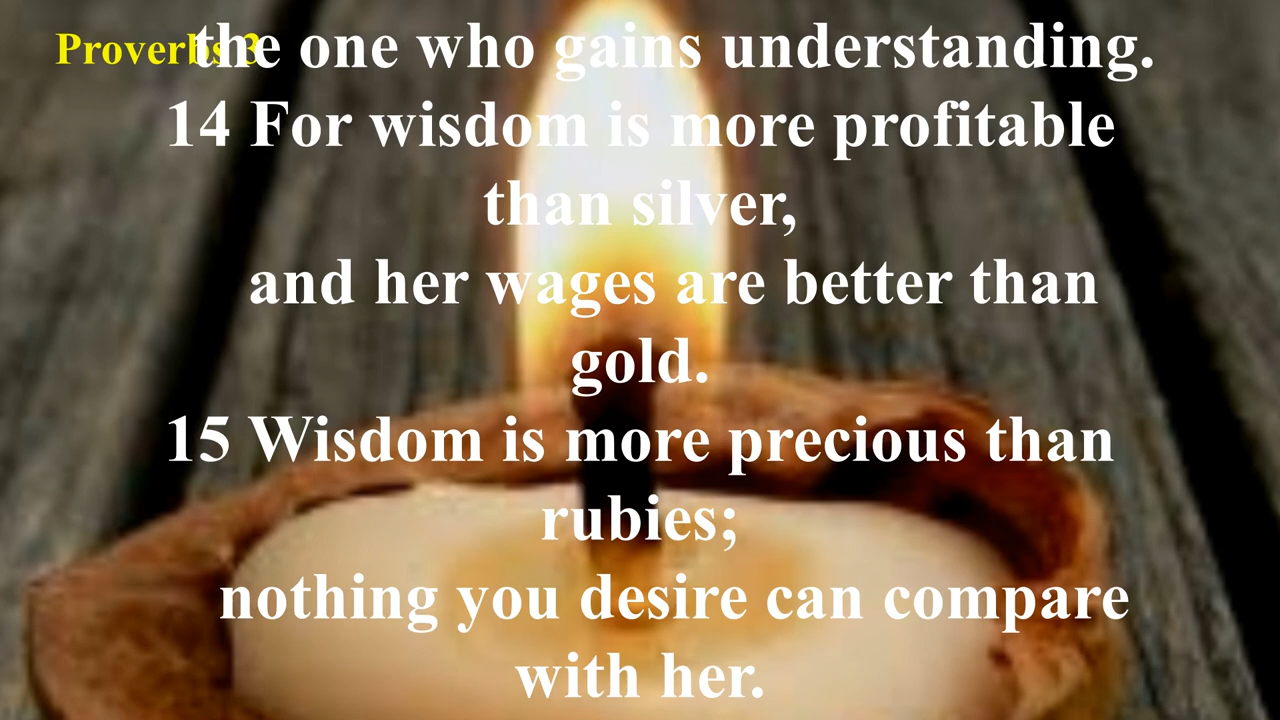 Proverbs 3
the one who gains understanding.
14 For wisdom is more profitable
than silver,
and her wages are better than
gold.
15 Wisdom is more precious than
rubies;
nothing you desire can compare
with her.